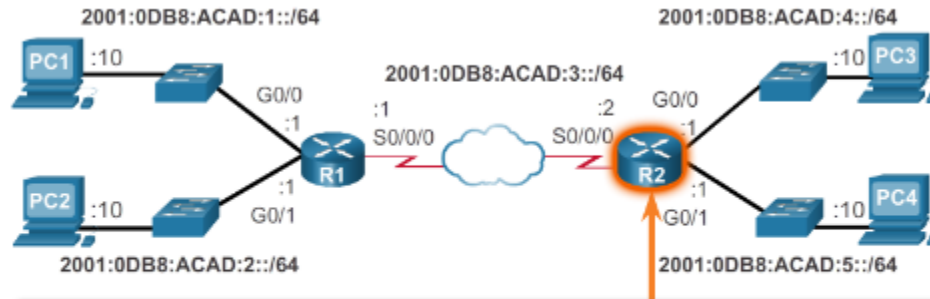 2001:0DB8:ACAD:1::/64
2001:0DB8:ACAD:4::/64
PC1
:10
:10
PC3
2001:0DB8:ACAD:3::/64
G0/0
:1
:1
S0/0/0
:2
S0/0/0
G0/0
:1
R1
R2
PC2
:10
:1
G0/1
:1
G0/1
:10
PC4
2001:0DB8:ACAD:2::/64
2001:0DB8:ACAD:5::/64